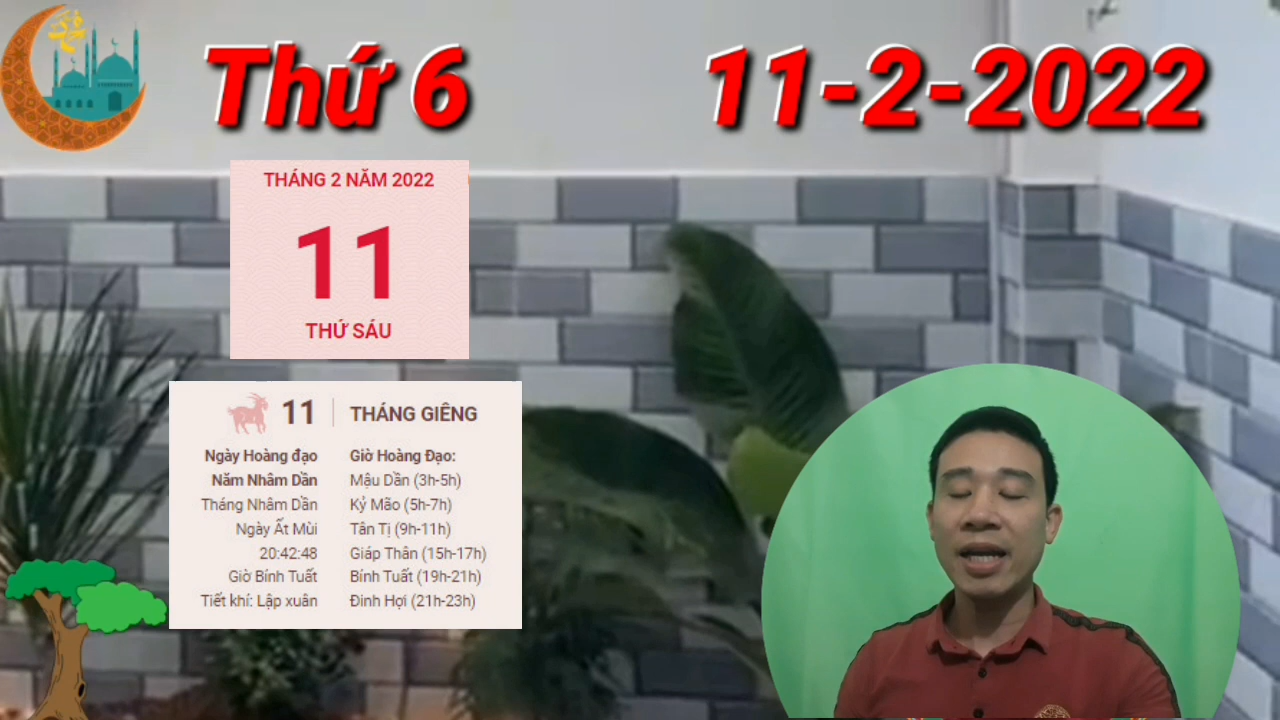 Thứ 6
11-2-2022
THÁNG 2 NĂM 2022
11
THỨ SÁU
11
THÁNG GIÊNG
Ngày Hoàng đạo
Năm Nhâm Dần
Tháng Nhâm Dần
Ngày Ất Mùi
20:42:48
Giờ Bính Tuất
Tiết khí: Lập xuân
Giờ Hoàng Đạo:
Mậu Dần (3h-5h)
Kỷ Mão (5h-7h)
Tân Tị (9h-11h)
Giáp Thân (15h-17h)
Bính Tuất (19h-21h)
Đinh Hợi (21h-23h)